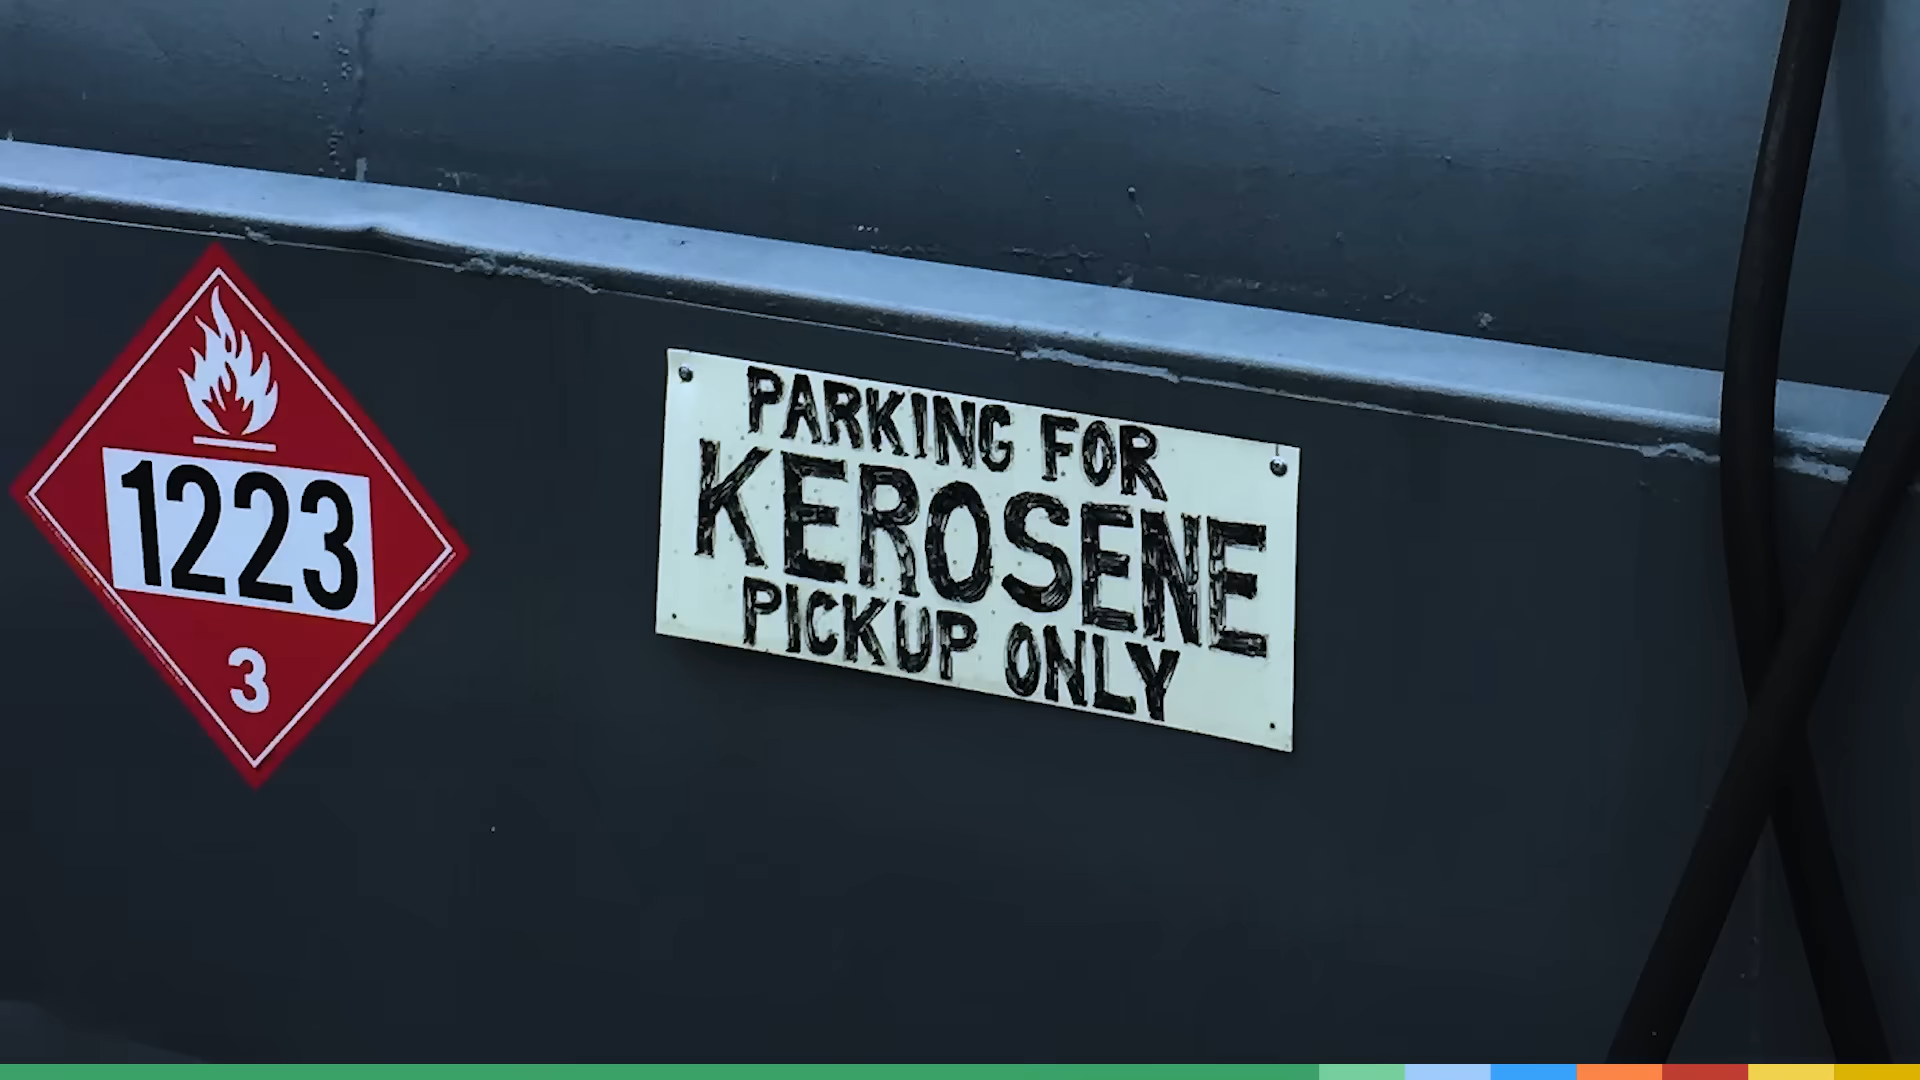 1223
3
PARKING FOR
KEROSENE
PICKUP ONLY